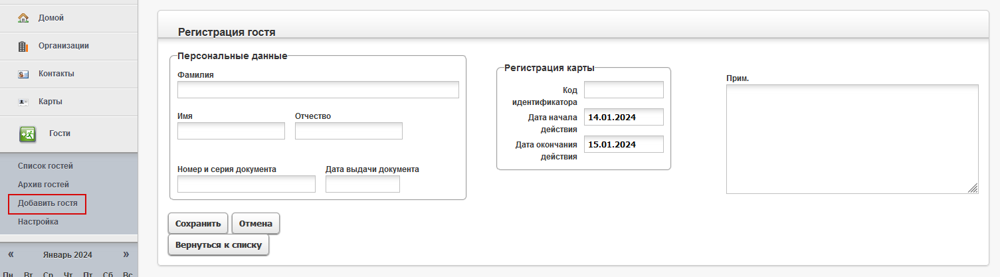 Домой
Организации
Контакты
Карты
Гости
Список гостей
Архив гостей
Добавить гостя
Настройка
« Январь 2024 »
Пн Вт Ср Чт Пт Сб Вс
Регистрация гостя
Персональные данные
Фамилия
Имя Отчество
Номер и серия документа Дата выдачи документа
Регистрация карты
Код
идентификатора
Дата начала
действия
14.01.2024
Дата окончания
действия
15.01.2024
Прим.
Сохранить Отмена
Вернуться к списку